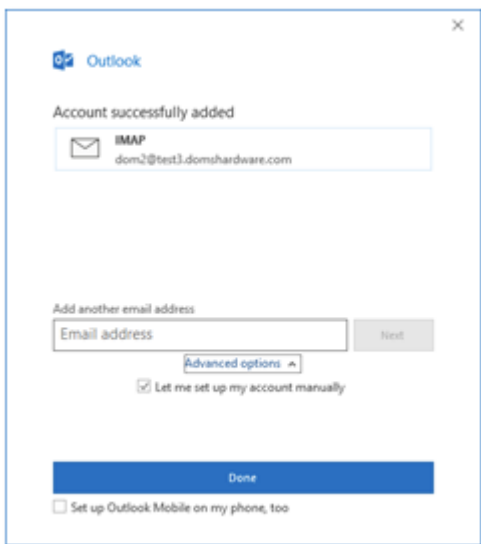 Outlook
Account successfully added
IMAP
dom2@test3.domshardware.com
Add another email address
Email address
Next
Advanced options
Let me set up my account manually
Done
Set up Outlook Mobile on my phone, too